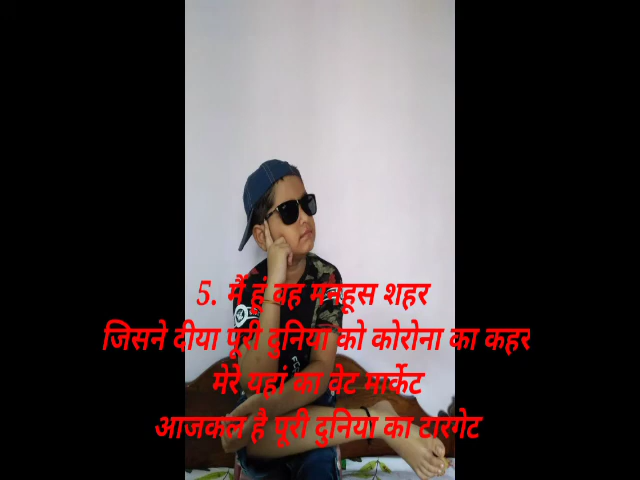 5. मैं हूं वह मनहूस शहर
जिसने दीया पूरी दुनिया को कोरोना का कहर
मेरे यहां का वेट मार्केट
आजकल है पूरी दुनिया का टारगेट